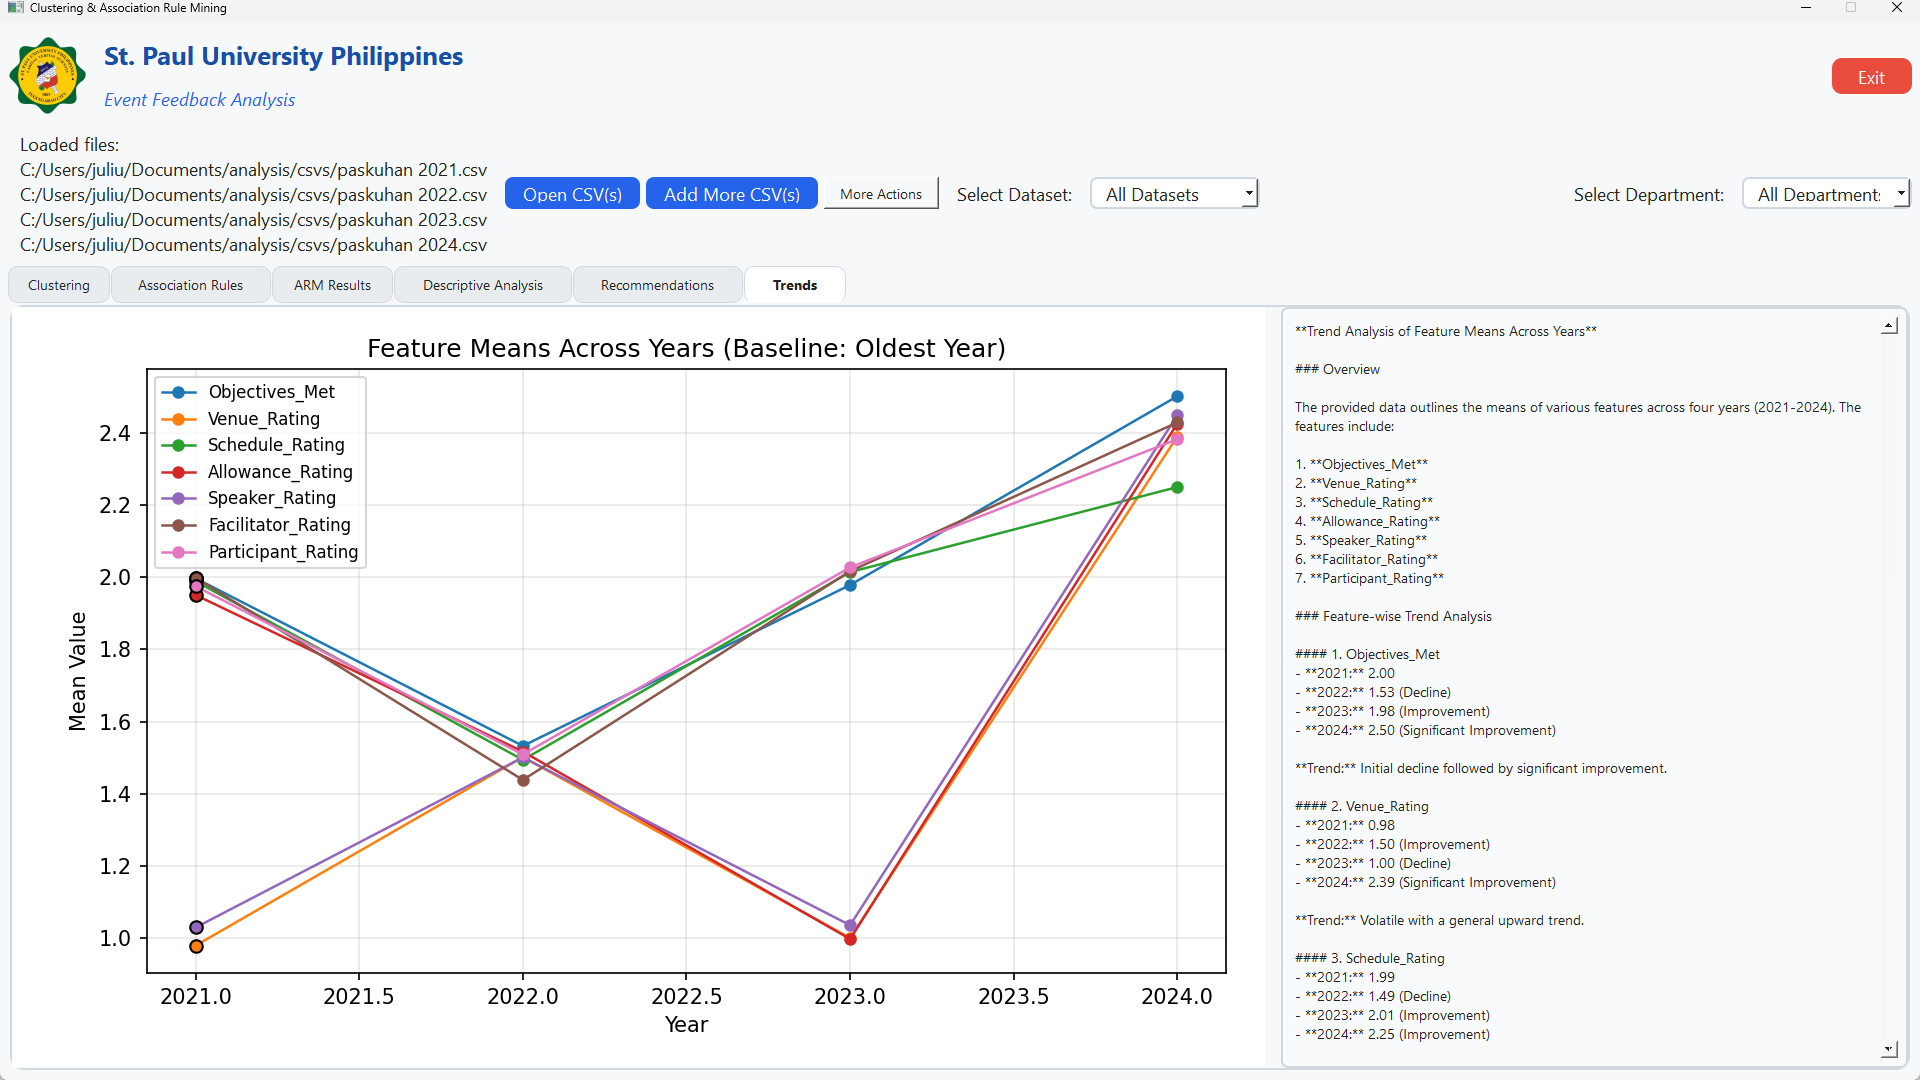 Clustering & Association Rule Mining
St. Paul University Philippines
Event Feedback Analysis
Exit
Loaded files:
C:/Users/juliu/Documents/analysis/csvs/paskuhan 2021.csv
C:/Users/juliu/Documents/analysis/csvs/paskuhan 2022.csv
C:/Users/juliu/Documents/analysis/csvs/paskuhan 2023.csv
C:/Users/juliu/Documents/analysis/csvs/paskuhan 2024.csv
Open CSV(s)
Add More CSV(s)
More Actions
Select Dataset:
All Datasets
Select Department:
All Department:
Clustering
Association Rules
ARM Results
Descriptive Analysis
Recommendations
Trends
Feature Means Across Years (Baseline: Oldest Year)
Objectives_Met
Venue_Rating
Schedule_Rating
Allowance_Rating
Speaker_Rating
Facilitator_Rating
Participant_Rating
2.4
2.2
2.0
1.8
1.6
1.4
1.2
1.0
Mean Value
2021.0
2021.5
2022.0
2022.5
2023.0
2023.5
2024.0
Year
**Trend Analysis of Feature Means Across Years**
### Overview
The provided data outlines the means of various features across four years (2021-2024). The
features include:
1. **Objectives_Met**
2. **Venue_Rating**
3. **Schedule_Rating**
4. **Allowance_Rating**
5. **Speaker_Rating**
6. **Facilitator_Rating**
7. **Participant_Rating**
### Feature-wise Trend Analysis
#### 1. Objectives_Met
- **2021:** 2.00
- **2022:** 1.53 (Decline)
- **2023:** 1.98 (Improvement)
- **2024:** 2.50 (Significant Improvement)
**Trend:** Initial decline followed by significant improvement.
#### 2. Venue_Rating
- **2021:** 0.98
- **2022:** 1.50 (Improvement)
- **2023:** 1.00 (Decline)
- **2024:** 2.39 (Significant Improvement)
**Trend:** Volatile with a general upward trend.
#### 3. Schedule_Rating
- **2021:** 1.99
- **2022:** 1.49 (Decline)
- **2023:** 2.01 (Improvement)
- **2024:** 2.25 (Improvement)